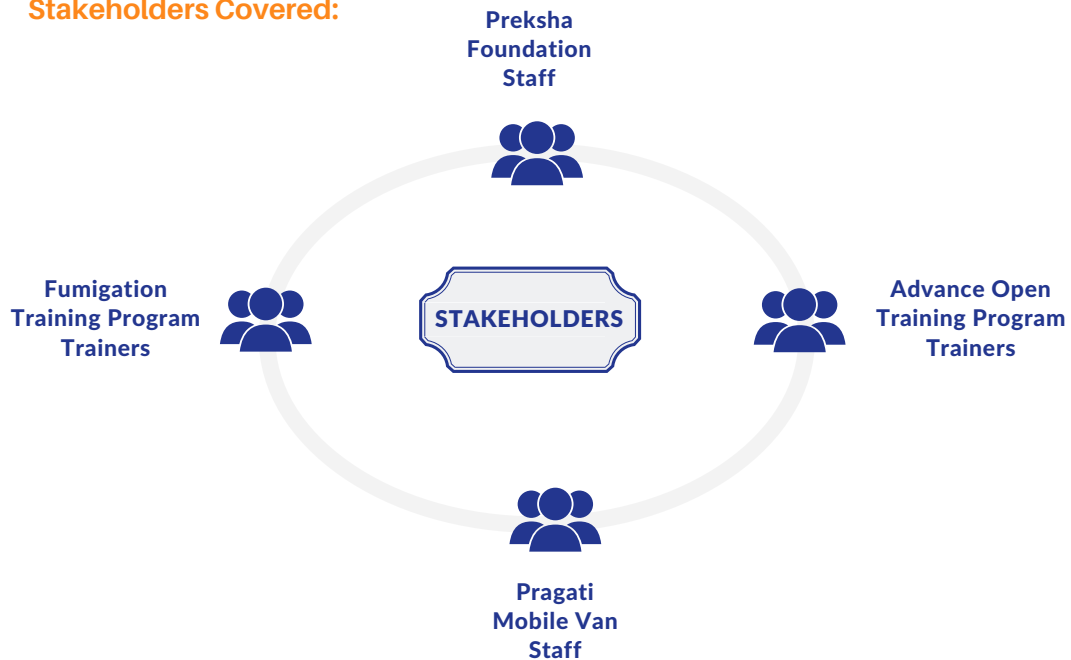 Stakeholders Covered:
Preksha
Foundation
Staff
Fumigation
Training Program
Trainers
STAKEHOLDERS
Advance Open
Training Program
Trainers
Pragati
Mobile Van
Staff